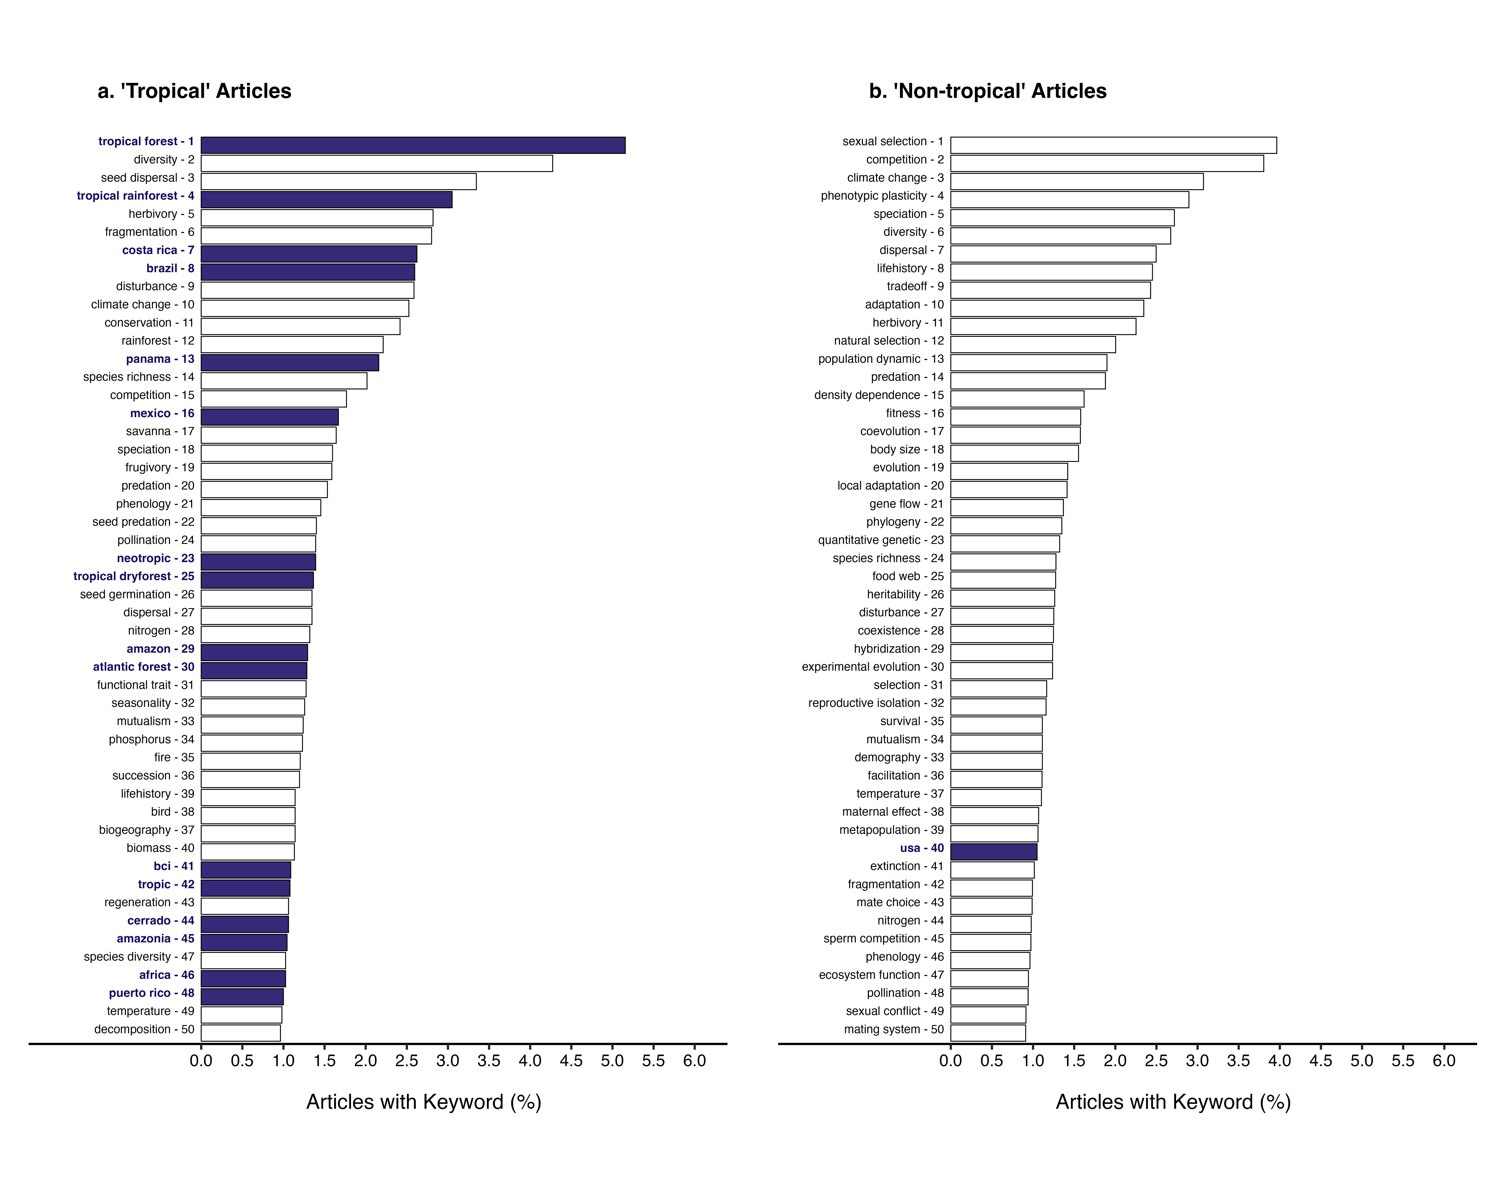 a. 'Tropical' Articles
tropical forest - 1
diversity - 2
seed dispersal - 3
tropical rainforest - 4
herbivory - 5
fragmentation - 6
costa rica - 7
brazil - 8
disturbance - 9
climate change - 10
conservation - 11
rainforest - 12
panama - 13
species richness - 14
competition - 15
mexico - 16
savanna - 17
speciation - 18
frugivory - 19
predation - 20
phenology - 21
seed predation - 22
pollination - 24
neotropic - 23
tropical dryforest - 25
seed germination - 26
dispersal - 27
nitrogen - 28
amazon - 29
atlantic forest - 30
functional trait - 31
seasonality - 32
mutualism - 33
phosphorus - 34
fire - 35
succession - 36
lifehistory - 39
bird - 38
biogeography - 37
biomass - 40
bci - 41
tropic - 42
regeneration - 43
cerrado - 44
amazonia - 45
species diversity - 47
africa - 46
puerto rico - 48
temperature - 49
decomposition - 50
0.0 0.5 1.0 1.5 2.0 2.5 3.0 3.5 4.0 4.5 5.0 5.5 6.0
Articles with Keyword (%)
b. 'Non-tropical' Articles
sexual selection - 1
competition - 2
climate change - 3
phenotypic plasticity - 4
speciation - 5
diversity - 6
dispersal - 7
lifehistory - 8
tradeoff - 9
adaptation - 10
herbivory - 11
natural selection - 12
population dynamic - 13
predation - 14
density dependence - 15
fitness - 16
coevolution - 17
body size - 18
evolution - 19
local adaptation - 20
gene flow - 21
phylogeny - 22
quantitative genetic - 23
species richness - 24
food web - 25
heritability - 26
disturbance - 27
coexistence - 28
hybridization - 29
experimental evolution - 30
selection - 31
reproductive isolation - 32
survival - 35
mutualism - 34
demography - 33
facilitation - 36
temperature - 37
maternal effect - 38
metapopulation - 39
usa - 40
extinction - 41
fragmentation - 42
mate choice - 43
nitrogen - 44
sperm competition - 45
phenology - 46
ecosystem function - 47
pollination - 48
sexual conflict - 49
mating system - 50
0.0 0.5 1.0 1.5 2.0 2.5 3.0 3.5 4.0 4.5 5.0 5.5 6.0
Articles with Keyword (%)